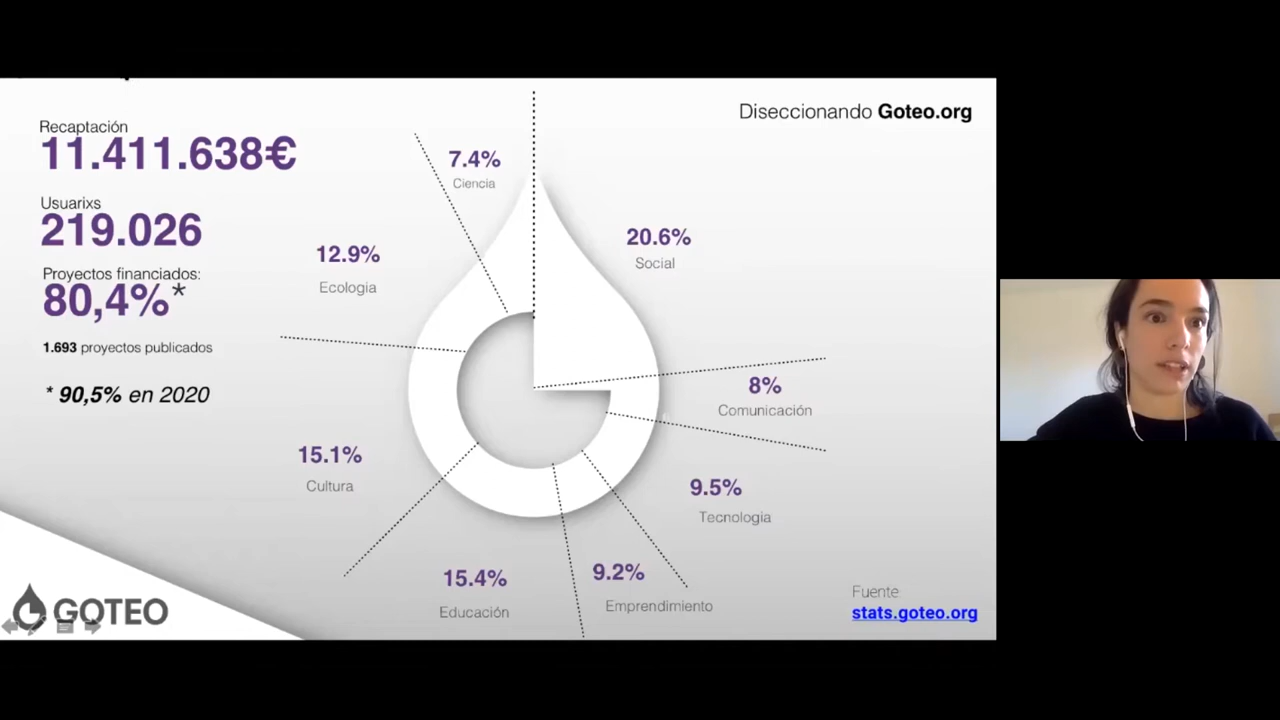 Diseccionando Goteo.org
Recaptación
11.411.638€
Usuarixs
219.026
Proyectos financiados:
80,4%*
1.693 proyectos publicados
* 90,5% en 2020
7.4%
Ciencia
20.6%
Social
12.9%
Ecologia
8%
Comunicación
15.1%
Cultura
9.5%
Tecnologia
15.4%
Educación
9.2%
Emprendimiento
Fuente
stats.goteo.org
GOTEO